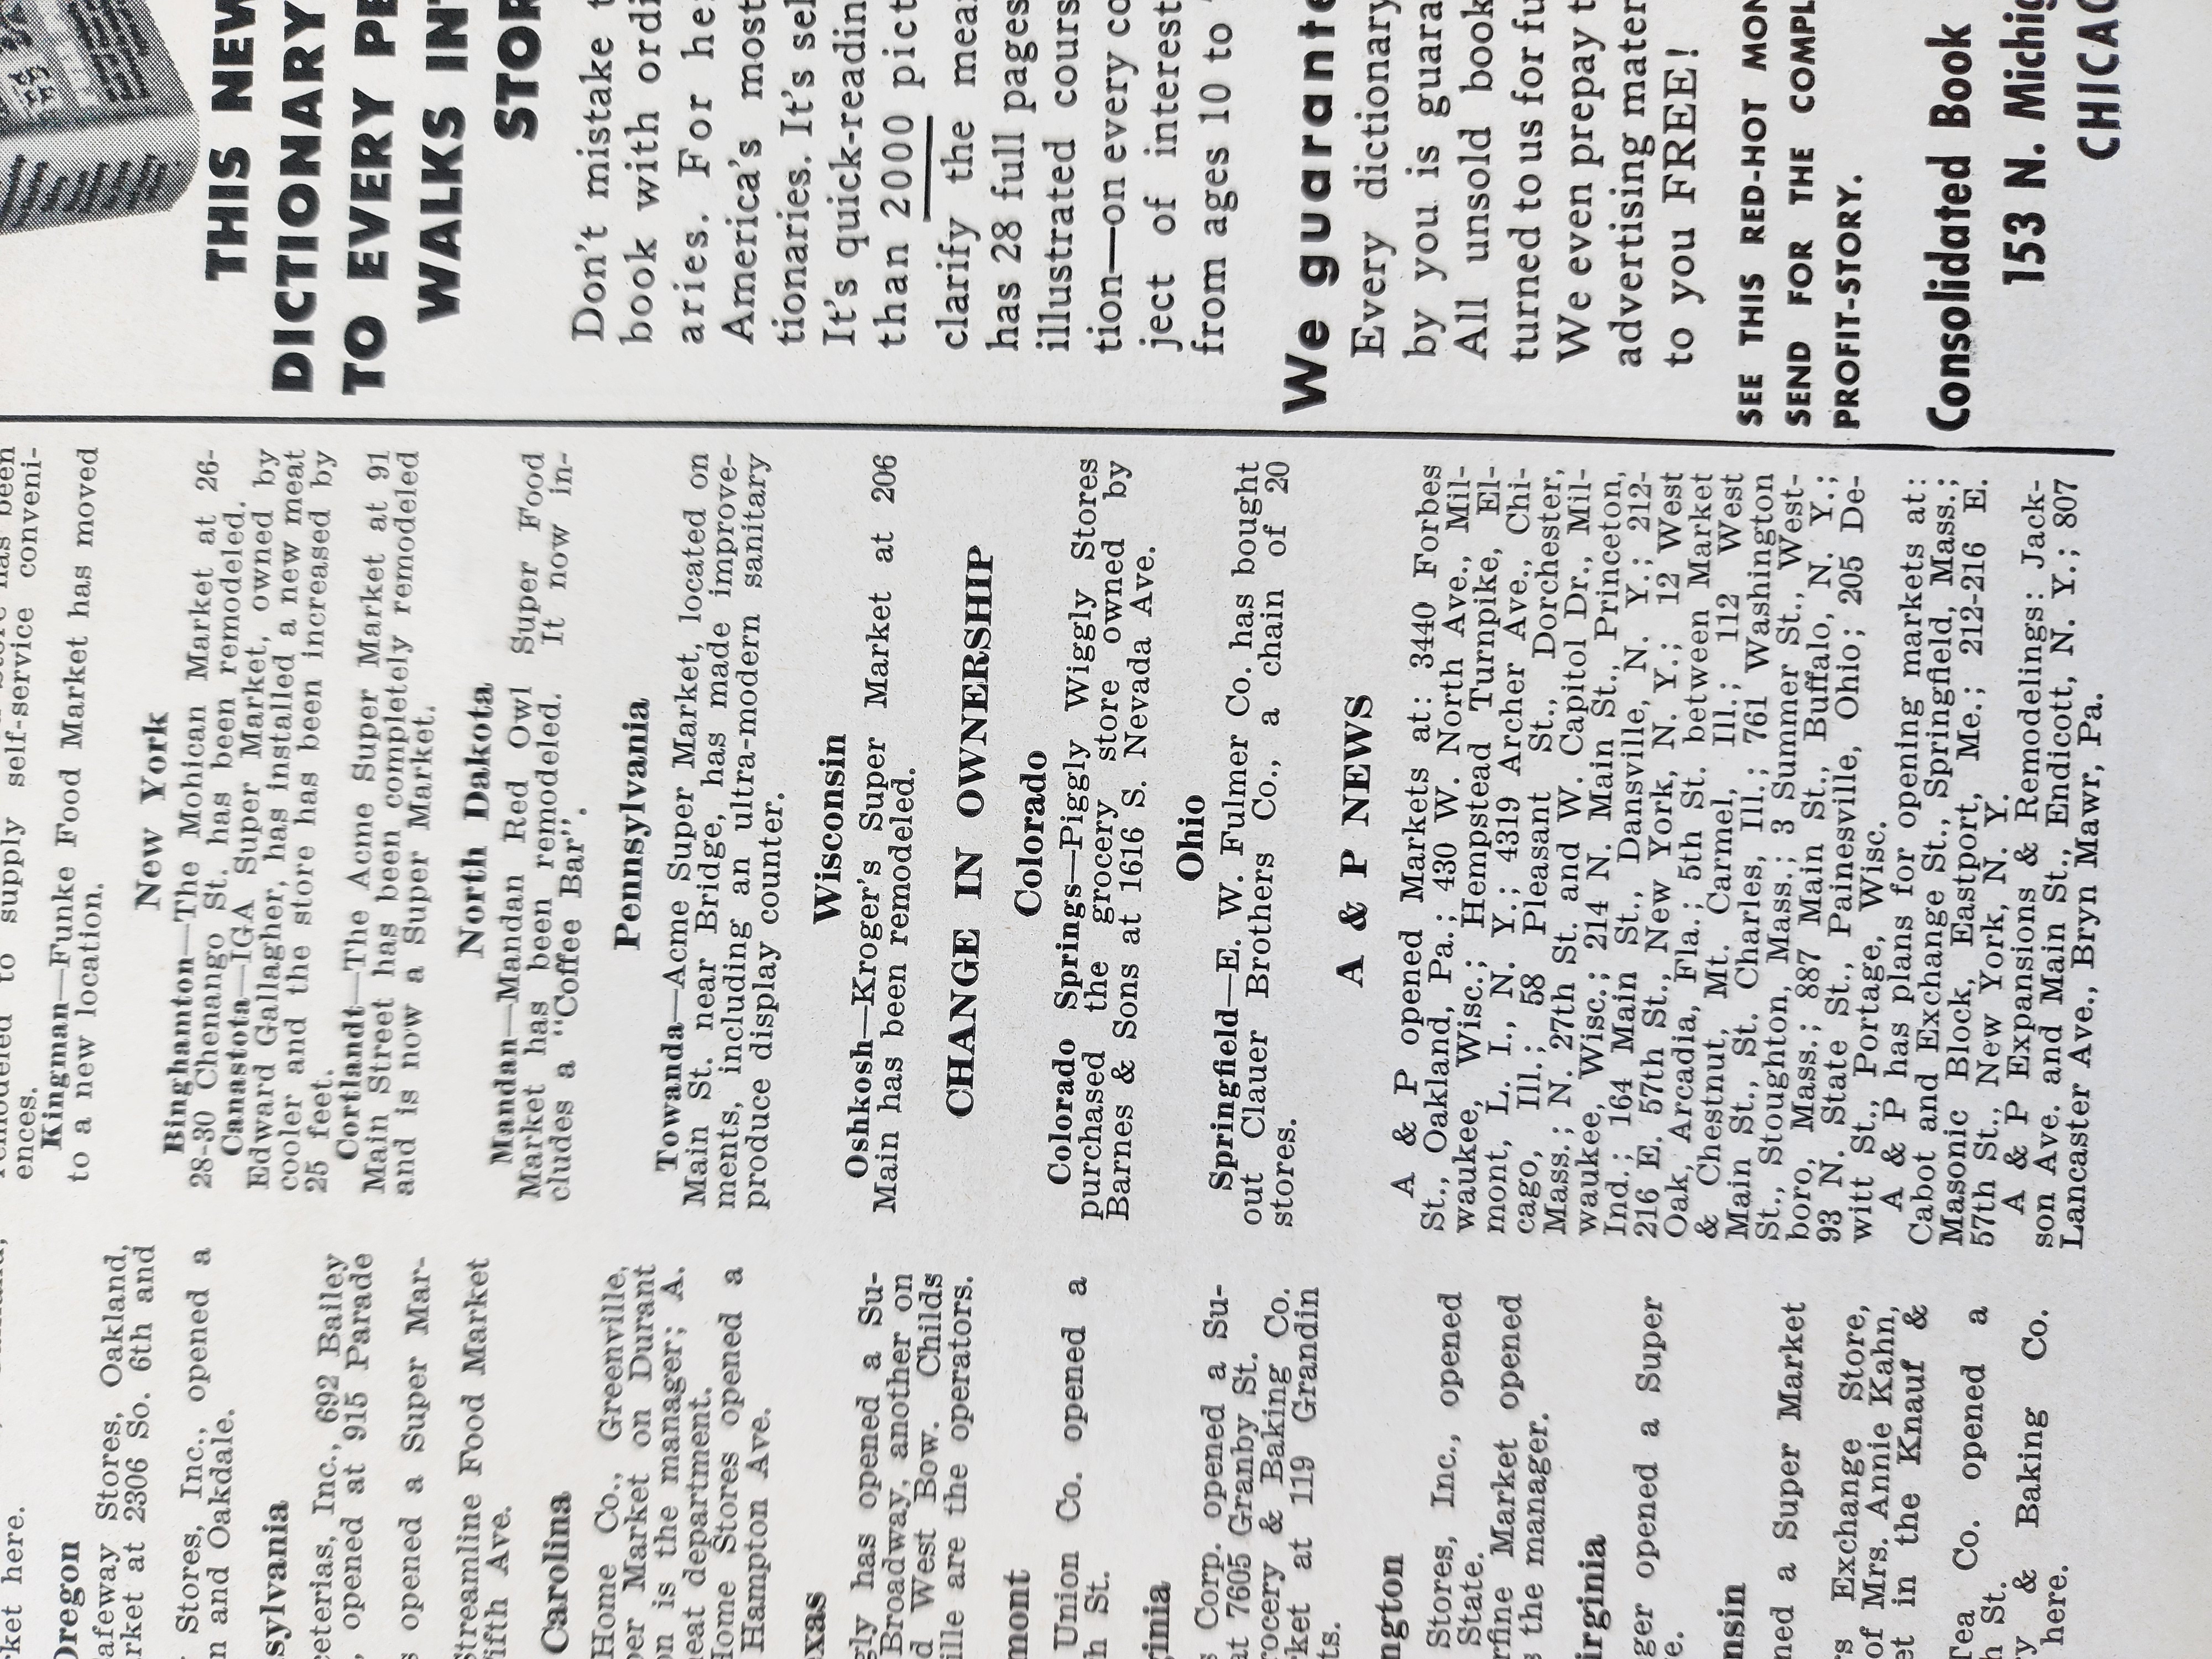 ket here.
Oregon
afeway Stores, Oakland,
arket at 2306 So. 6th and
Stores, Inc., opened a
n and Oakdale.
sylvania
ceterias, Inc., 692 Bailey
, opened at 915 Parade
s opened a Super Mar-
Streamline Food Market
ifth Ave.
Carolina
Home Co., Greenville,
per Market on Durant
on is the manager; A.
eat department.
Home Stores opened a
Hampton Ave.
xas
gly has opened a Su-
Broadway, another on
d West Bow. Childs
ille are the operators.
mont
Union Co. opened a
h St.
inia
s Corp. opened a Su-
at 7605 Granby St.
rocery & Baking Co.
rket at 119 Grandin
ts.
ngton
Stores, Inc., opened
State.
rfine Market opened
s the manager.
irginia
ger opened a Super
e.
nsin
ned a Super Market
rs Exchange Store,
of Mrs. Annie Kahn,
et in the Knauf &
Tea Co. opened a
h St.
ry & Baking Co.
here.
remodeled to supply self-service conveni-
ences.
Kingman—Funke Food Market has moved
to a new location.
New York
Binghamton—The Mohican Market at 26-
28-30 Chenango St. has been remodeled.
Canastota—IGA Super Market, owned by
Edward Gallagher, has installed a new meat
cooler and the store has been increased by
25 feet.
Cortlandt—The Acme Super Market at 91
Main Street has been completely remodeled
and is now a Super Market.
North Dakota
Mandan—Mandan Red Owl Super Food
Market has been remodeled. It now in-
cludes a "Coffee Bar".
Pennsylvania
Towanda—Acme Super Market, located on
Main St. near Bridge, has made improve-
ments, including an ultra-modern sanitary
produce display counter.
Wisconsin
Oshkosh—Kroger's Super Market at 206
Main has been remodeled.
CHANGE IN OWNERSHIP
Colorado
Colorado Springs—Piggly Wiggly Stores
purchased the grocery store owned by
Barnes & Sons at 1616 S. Nevada Ave.
Ohio
Springfield—E. W. Fulmer Co. has bought
out Clauer Brothers Co., a chain of 20
stores.
A & P NEWS
A & P opened Markets at: 3440 Forbes
St., Oakland, Pa.; 430 W. North Ave., Mil-
waukee, Wisc.; Hempstead Turnpike, El-
mont, L. I., N. Y.; 4319 Archer Ave., Chi-
cago, Ill.; 58 Pleasant St., Dorchester,
Mass.; N. 27th St. and W. Capitol Dr., Mil-
waukee, Wisc.; 214 N. Main St., Princeton,
Ind.; 164 Main St., Dansville, N. Y.; 212-
216 E. 57th St., New York, N. Y.; 12 West
Oak, Arcadia, Fla.; 5th St. between Market
& Chestnut, Mt. Carmel, Ill.; 112 West
Main St., St. Charles, Ill.; 761 Washington
St., Stoughton, Mass.; 3 Summer St., West-
boro, Mass.; 887 Main St., Buffalo, N. Y.;
93 N. State St., Painesville, Ohio; 205 De-
witt St., Portage, Wisc.
A & P has plans for opening markets at:
Cabot and Exchange St., Springfield, Mass.;
Masonic Block, Eastport, Me.; 212-216 E.
57th St., New York, N. Y.
A & P Expansions & Remodelings: Jack-
son Ave. and Main St., Endicott, N. Y.; 807
Lancaster Ave., Bryn Mawr, Pa.
THIS NEW
DICTIONARY
TO EVERY PE
WALKS IN
STOR
Don't mistake t
book with ordi
aries. For he
America's most
tionaries. It's sel
It's quick-readin
than 2000 pict
clarify the mea
has 28 full pages
illustrated cours
tion—on every co
ject of interest
from ages 10 to
We guarante
Every dictionary
by you is guara
All unsold book
turned to us for fu
We even prepay t
advertising mater
to you FREE!
SEE THIS RED-HOT MON
SEND FOR THE COMPL
PROFIT-STORY.
Consolidated Book
153 N. Michig
CHICAG